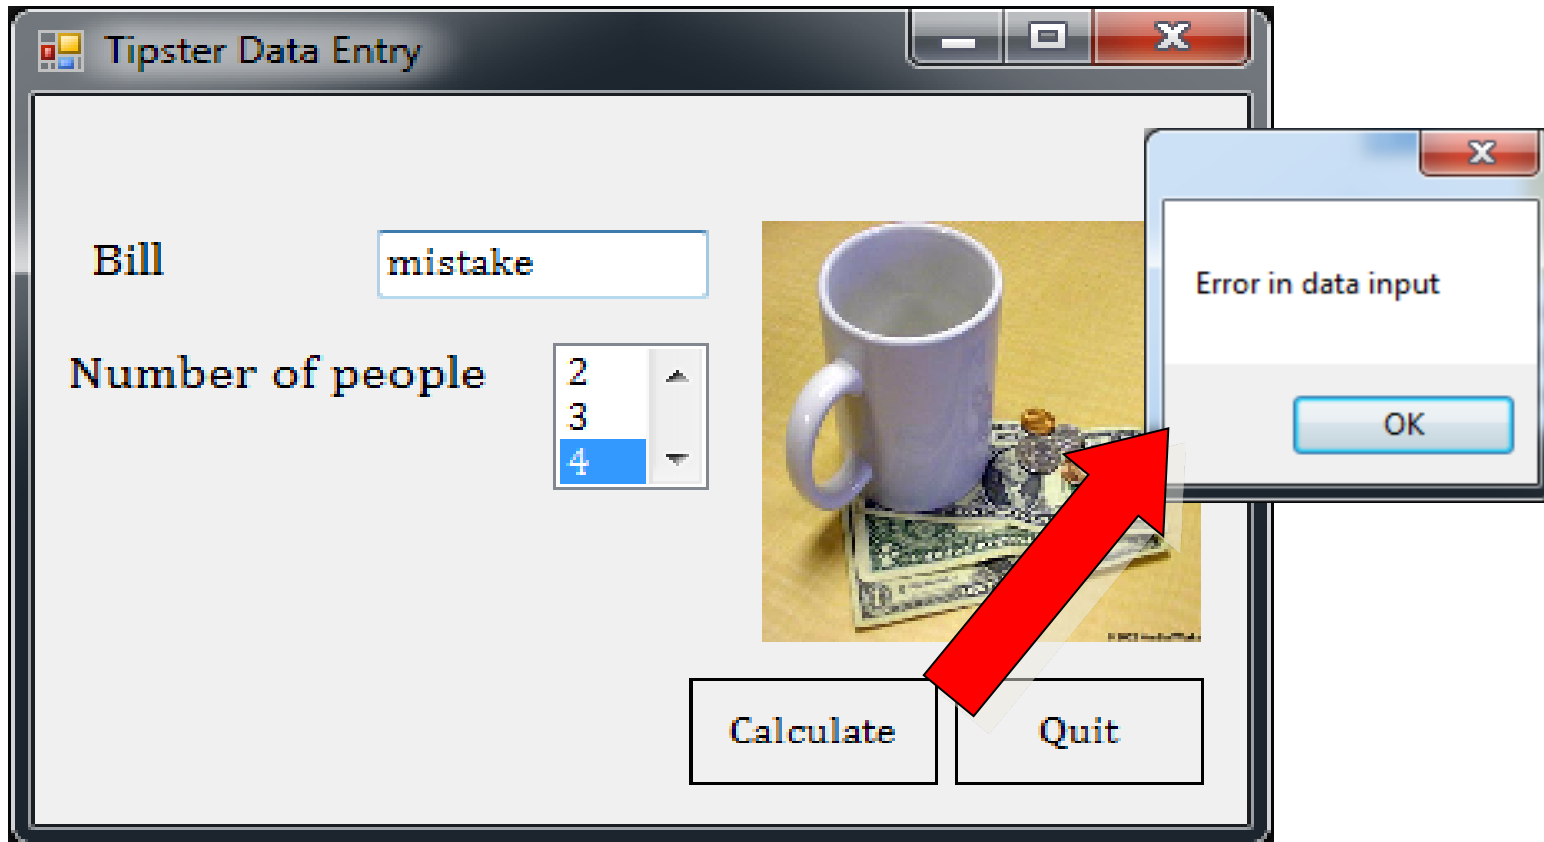 Tipster Data Entry
Bill
mistake
Number of people
2
3
4
Error in data input
OK
Calculate
Quit